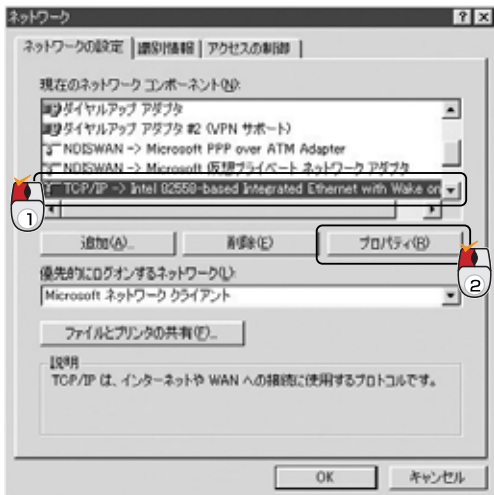 ネットワーク
ネットワークの設定 識別情報 アクセスの制御
現在のネットワーク コンポーネント(N):
ダイヤルアップ アダプタ
ダイヤルアップ アダプタ #2 (VPN サポート)
NDISWAN -> Microsoft PPP over ATM Adapter
NDISWAN -> Microsoft 仮想プライベート ネットワーク アダプタ
TCP/IP -> Intel 82558-based Integrated Ethernet with Wake on
1
追加(A)... 削除(E) プロパティ(R)
2
優先的にログオンするネットワーク(L):
Microsoft ネットワーク クライアント
ファイルとプリンタの共有(F)...
説明
TCP/IP は、インターネットや WAN への接続に使用するプロトコルです。
OK キャンセル